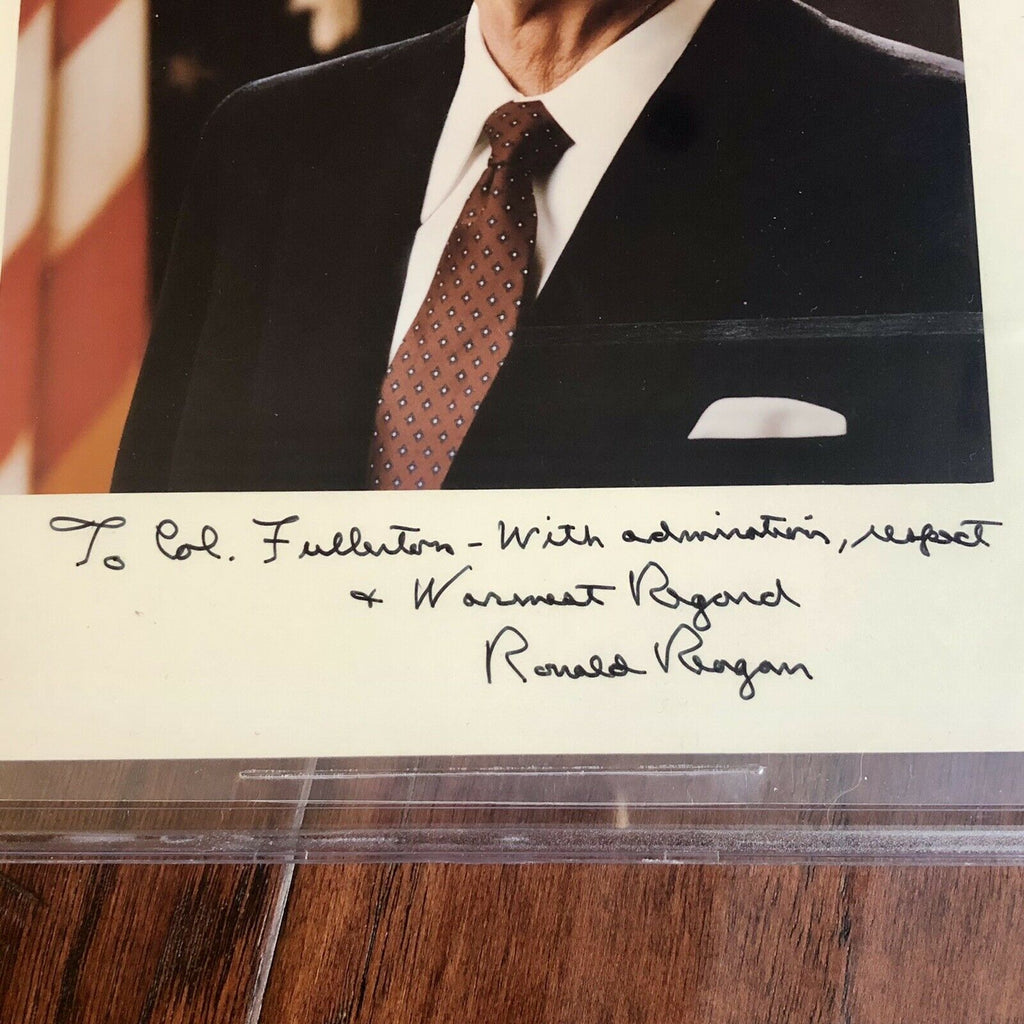 To Col. Fullerton - With admiration, respect
& Warmest Regard
Ronald Reagan